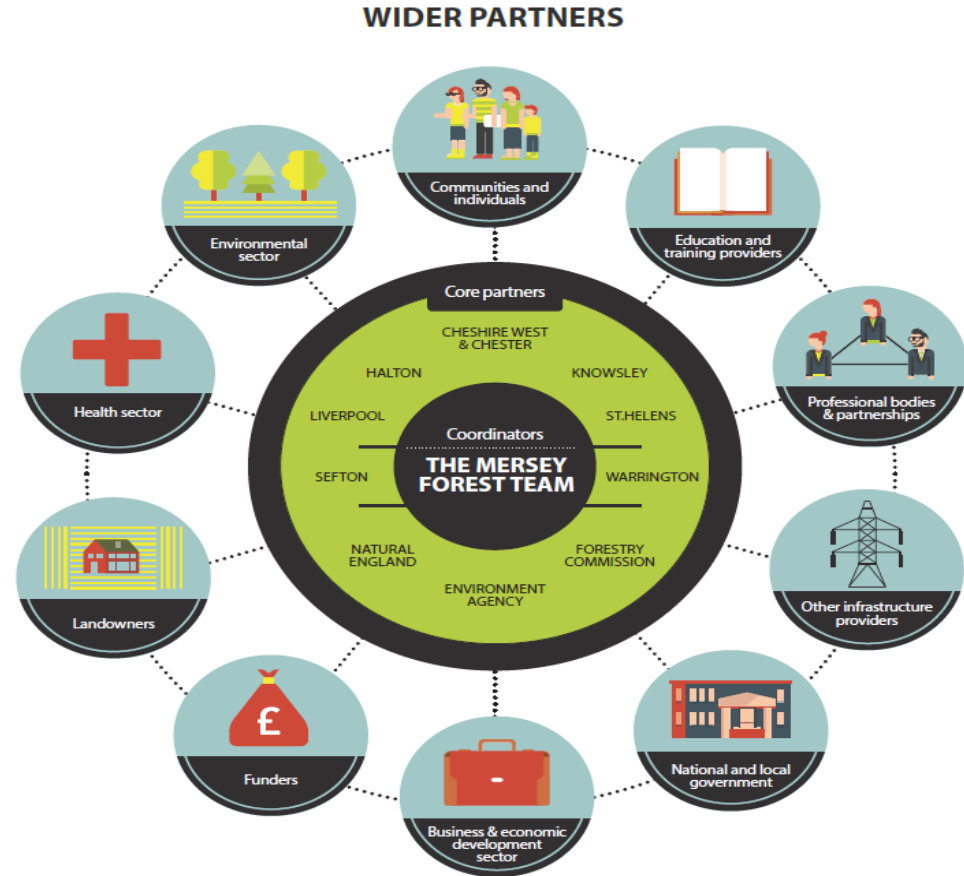 WIDER PARTNERS
Communities and
individuals
Education and
training providers
Professional bodies
& partnerships
Other infrastructure
providers
National and local
government
Business & economic
development
sector
£
Funders
Landowners
Health sector
Environmental
sector
Core partners
CHESHIRE WEST
& CHESTER
HALTON
KNOWSLEY
LIVERPOOL
ST.HELENS
SEFTON
WARRINGTON
NATURAL
ENGLAND
FORESTRY
COMMISSION
ENVIRONMENT
AGENCY
Coordinators
THE MERSEY
FOREST TEAM